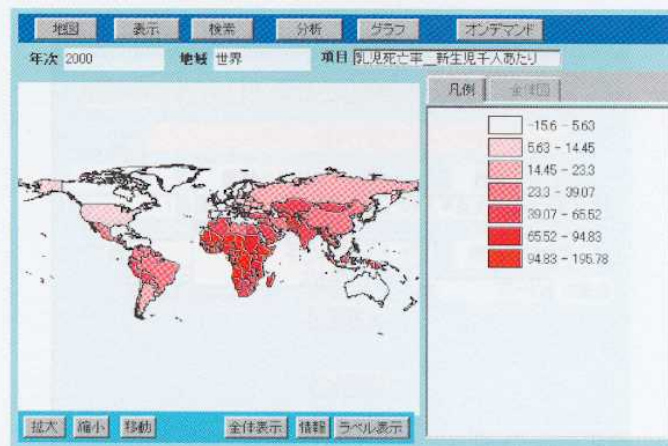 地図 表示 検索 分析 グラフ オンデマンド
年次 2000 地域 世界 項目 乳児死亡率__新生児千人あたり
凡例 全体図
-15.6 - 5.63
5.63 - 14.45
14.45 - 23.3
23.3 - 39.07
39.07 - 65.52
65.52 - 94.83
94.83 - 195.78
拡大 縮小 移動 全体表示 情報 ラベル表示